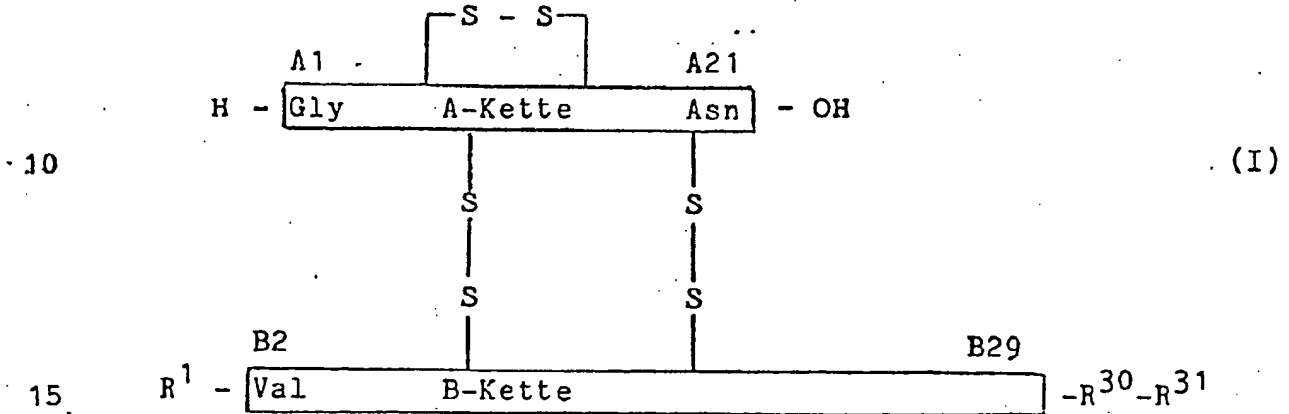 S - S
A1 A21
H - Gly A-Kette Asn - OH
10 (I)
S S
S S
B2 B29
15 R¹ - Val B-Kette -R³⁰-R³¹